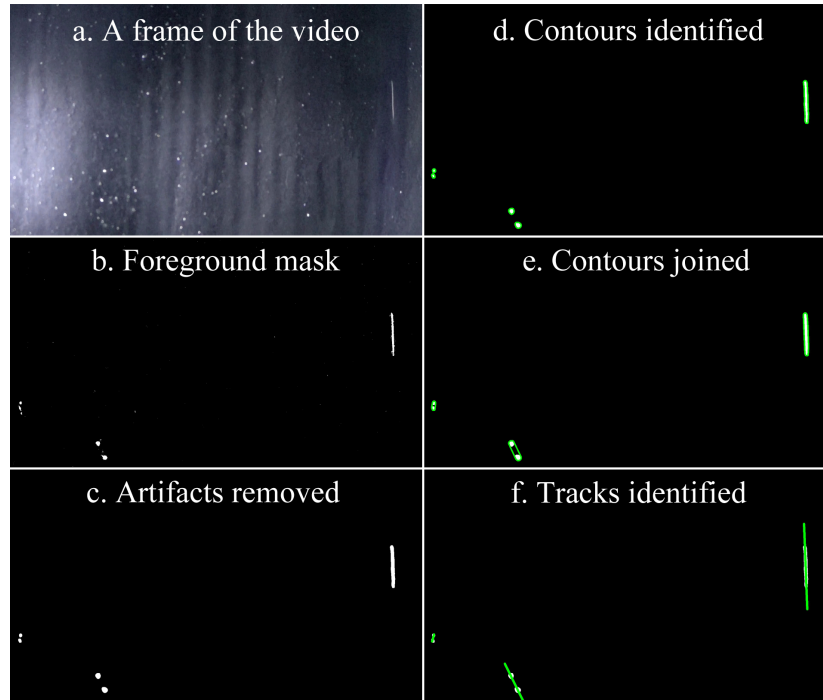 a. A frame of the video
b. Foreground mask
c. Artifacts removed
d. Contours identified
e. Contours joined
f. Tracks identified